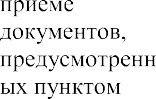 приеме
документов,
предусмотренн
ых пунктом